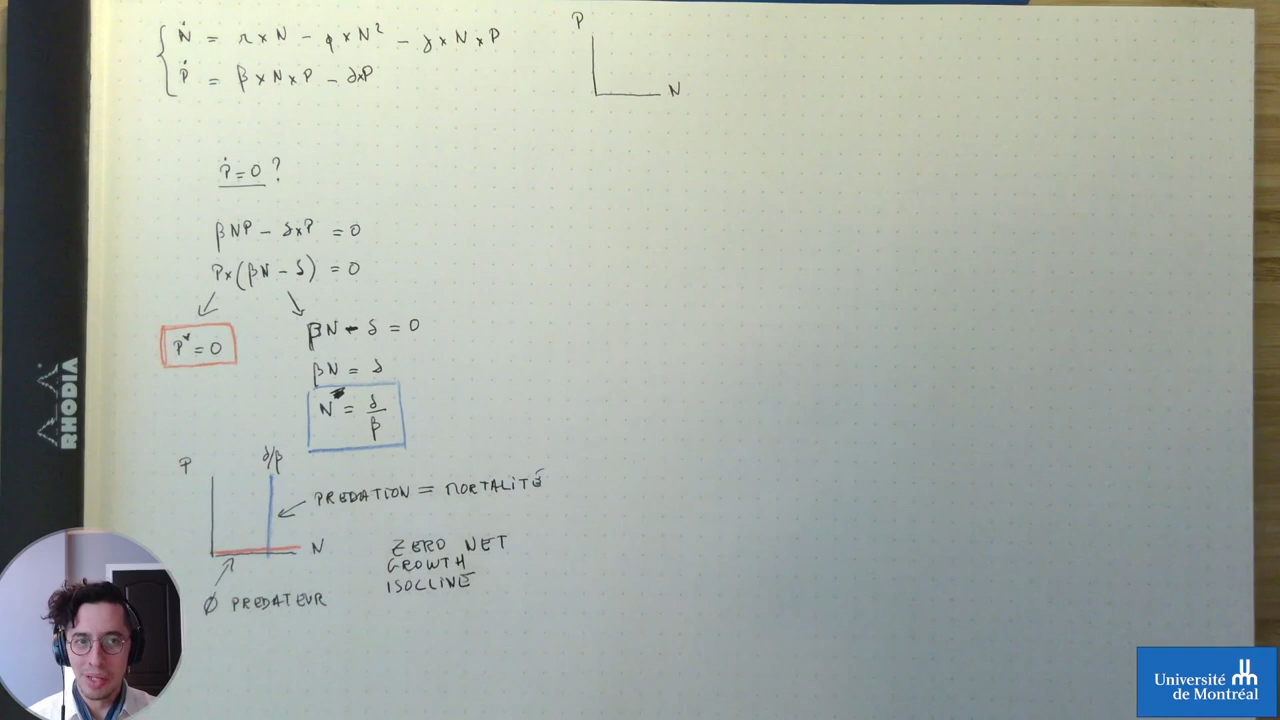 Ṅ = r × N − q × N² − γ × N × P
Ṗ = β × N × P − δ × P
P
N
Ṗ = 0 ?
βNP − δ × P = 0
P × (βN − δ) = 0
P* = 0
βN − δ = 0
βN = δ
N* = δ/β
P
δ/β
PREDATION = MORTALITÉ
N
Ø PREDATEUR
ZERO NET
GROWTH
ISOCLINE
RHODIA
Université
de Montréal